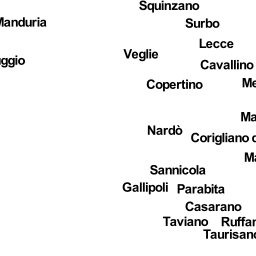 Squinzano
Manduria
Surbo
Lecce
Veglie
ggio
Cavallino
Copertino
Me
Ma
Nardò
Corigliano d
Ma
Sannicola
Gallipoli
Parabita
Casarano
Taviano
Ruffan
Taurisano